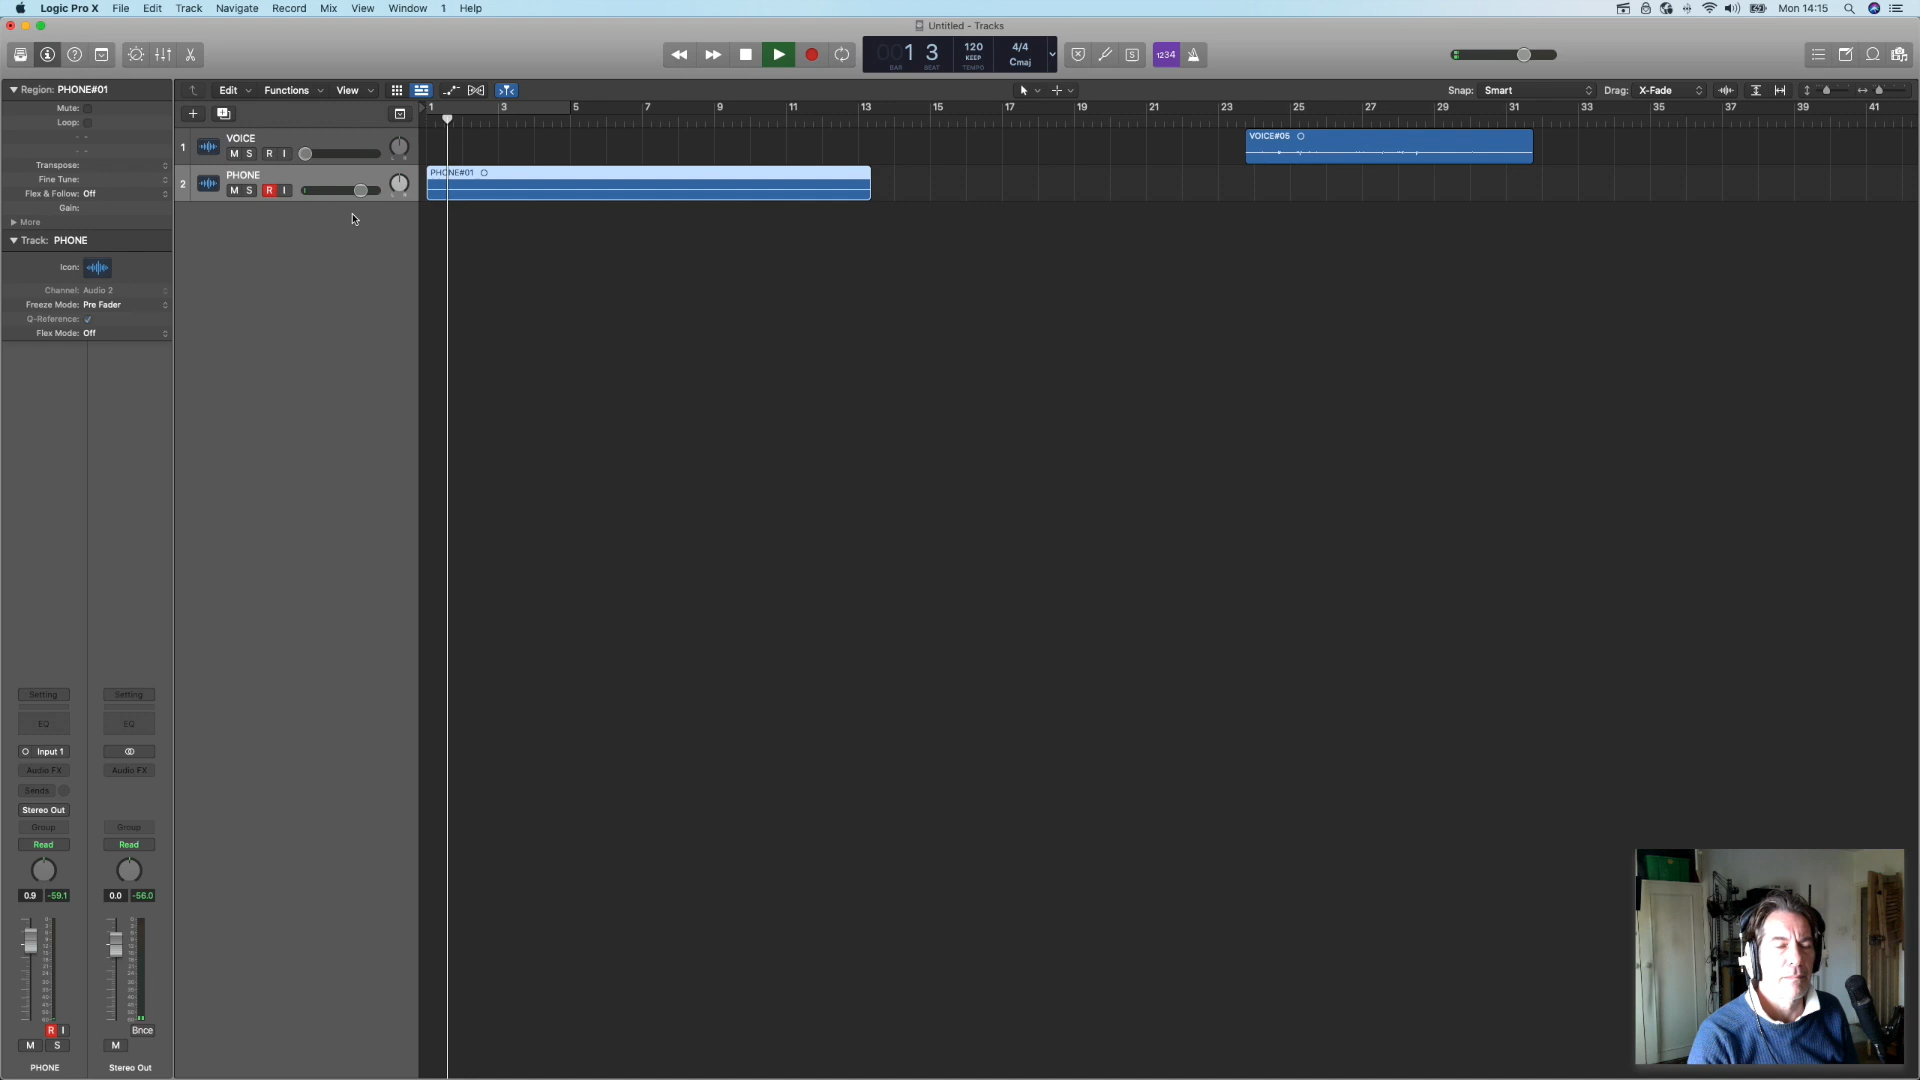 Logic Pro X File Edit Track Navigate Record Mix View Window 1 Help Mon 14:15
Untitled - Tracks
001 3 120 4/4
KEEP Cmaj
BAR BEAT TEMPO
1234
Region: PHONE#01
Edit Functions View Snap: Smart Drag: X-Fade
Mute:
Loop:
1 3 5 7 9 11 13 15 17 19 21 23 25 27 29 31 33 35 37 39 41
1 VOICE VOICE#05
M S R I
Transpose:
2 PHONE PHONE#01
Fine Tune:
M S R I
Flex & Follow: Off
Gain:
More
Track: PHONE
Icon:
Channel: Audio 2
Freeze Mode: Pre Fader
Q-Reference:
Flex Mode: Off
Setting Setting
EQ EQ
Input 1
Audio FX Audio FX
Sends
Stereo Out
Group Group
Read Read
0.9 -59.1 0.0 -56.0
R I Bnce
M S M
PHONE Stereo Out